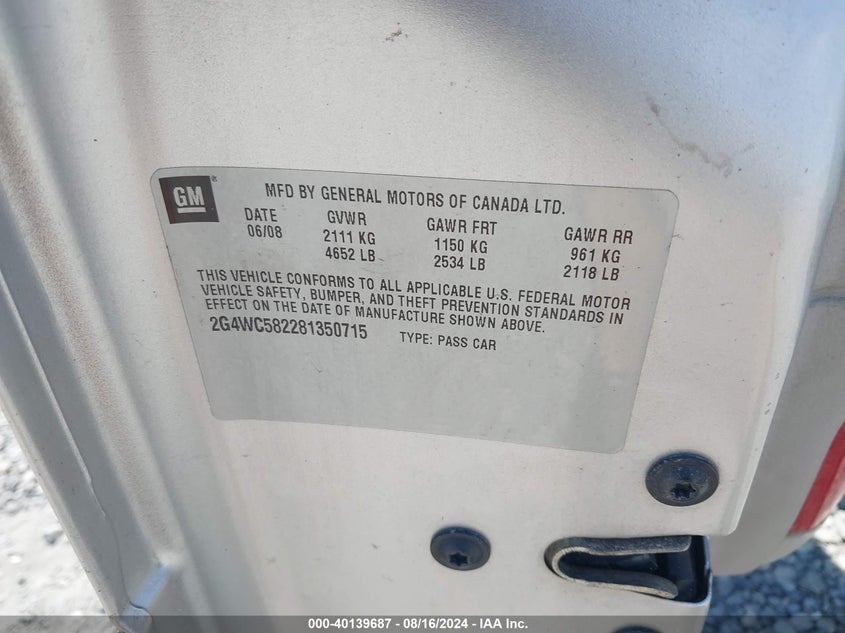 GM®
MFD BY GENERAL MOTORS OF CANADA LTD.
DATE GVWR GAWR FRT GAWR RR
06/08 2111 KG 1150 KG 961 KG
4652 LB 2534 LB 2118 LB
THIS VEHICLE CONFORMS TO ALL APPLICABLE U.S. FEDERAL MOTOR
VEHICLE SAFETY, BUMPER, AND THEFT PREVENTION STANDARDS IN
EFFECT ON THE DATE OF MANUFACTURE SHOWN ABOVE.
2G4WC582281350715 TYPE: PASS CAR
000-40139687 - 08/16/2024 - IAA Inc.